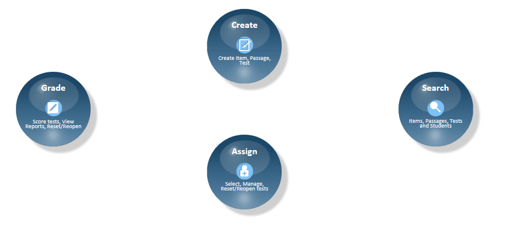 Create
Create Item, Passage,
Test
Grade
Score tests, View
Reports, Reset/Reopen
Search
Items, Passages, Tests
and Students
Assign
Select, Manage,
Reset/Reopen tests